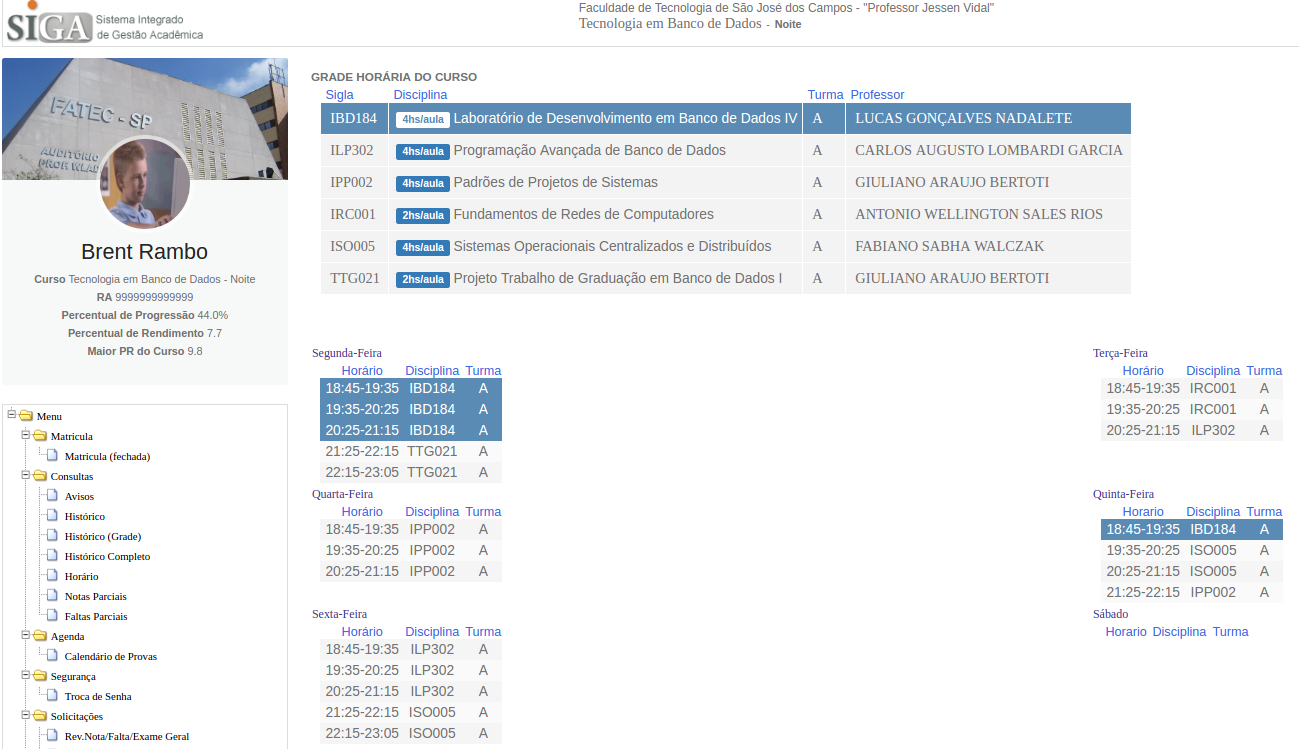 SIGA Sistema Integrado
de Gestão Acadêmica
Faculdade de Tecnologia de São José dos Campos - "Professor Jessen Vidal"
Tecnologia em Banco de Dados - Noite
FATEC - SP
AUDITÓRIO
PROF WLAD
Brent Rambo
Curso Tecnologia em Banco de Dados - Noite
RA 9999999999999
Percentual de Progressão 44.0%
Percentual de Rendimento 7.7
Maior PR do Curso 9.8
Menu
Matricula
Matricula (fechada)
Consultas
Avisos
Histórico
Histórico (Grade)
Histórico Completo
Horário
Notas Parciais
Faltas Parciais
Agenda
Calendário de Provas
Segurança
Troca de Senha
Solicitações
Rev.Nota/Falta/Exame Geral
GRADE HORÁRIA DO CURSO
Sigla Disciplina Turma Professor
IBD184 4hs/aula Laboratório de Desenvolvimento em Banco de Dados IV A LUCAS GONÇALVES NADALETE
ILP302 4hs/aula Programação Avançada de Banco de Dados A CARLOS AUGUSTO LOMBARDI GARCIA
IPP002 4hs/aula Padrões de Projetos de Sistemas A GIULIANO ARAUJO BERTOTI
IRC001 2hs/aula Fundamentos de Redes de Computadores A ANTONIO WELLINGTON SALES RIOS
ISO005 4hs/aula Sistemas Operacionais Centralizados e Distribuídos A FABIANO SABHA WALCZAK
TTG021 2hs/aula Projeto Trabalho de Graduação em Banco de Dados I A GIULIANO ARAUJO BERTOTI
Segunda-Feira
Horário Disciplina Turma
18:45-19:35 IBD184 A
19:35-20:25 IBD184 A
20:25-21:15 IBD184 A
21:25-22:15 TTG021 A
22:15-23:05 TTG021 A
Terça-Feira
Horário Disciplina Turma
18:45-19:35 IRC001 A
19:35-20:25 IRC001 A
20:25-21:15 ILP302 A
Quarta-Feira
Horário Disciplina Turma
18:45-19:35 IPP002 A
19:35-20:25 IPP002 A
20:25-21:15 IPP002 A
Quinta-Feira
Horario Disciplina Turma
18:45-19:35 IBD184 A
19:35-20:25 ISO005 A
20:25-21:15 ISO005 A
21:25-22:15 IPP002 A
Sexta-Feira
Horário Disciplina Turma
18:45-19:35 ILP302 A
19:35-20:25 ILP302 A
20:25-21:15 ILP302 A
21:25-22:15 ISO005 A
22:15-23:05 ISO005 A
Sábado
Horario Disciplina Turma